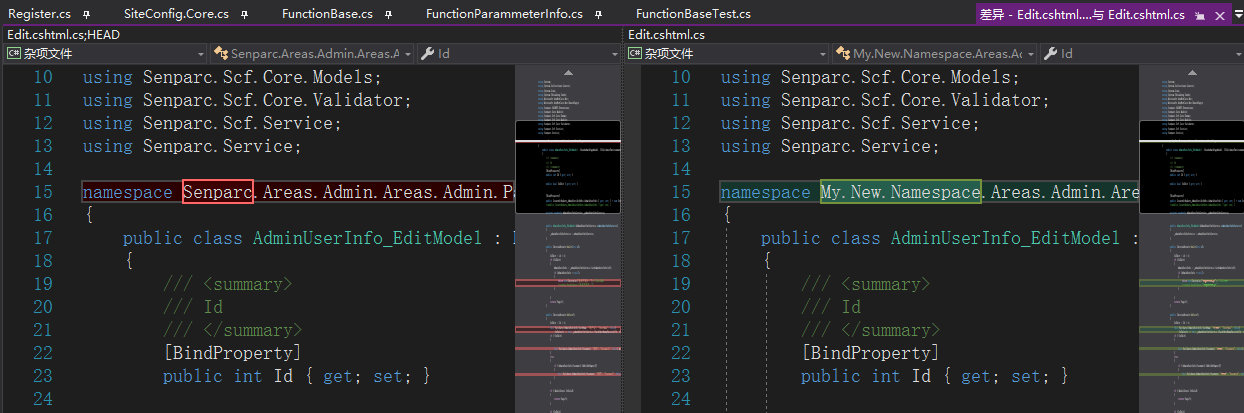 Register.cs SiteConfig.Core.cs FunctionBase.cs FunctionParammeterInfo.cs FunctionBaseTest.cs 差异 - Edit.cshtml....与 Edit.cshtml.cs
Edit.cshtml.cs;HEAD
C# 杂项文件 Senparc.Areas.Admin.Areas.A Id
10 using Senparc.Scf.Core.Models;
11 using Senparc.Scf.Core.Validator;
12 using Senparc.Scf.Service;
13 using Senparc.Service;
14
15 namespace Senparc.Areas.Admin.Areas.Admin.P
16 {
17 public class AdminUserInfo_EditModel :
18 {
19 /// <summary>
20 /// Id
21 /// </summary>
22 [BindProperty]
23 public int Id { get; set; }
24
Edit.cshtml.cs
C# 杂项文件 My.New.Namespace.Areas.Ac Id
10 using Senparc.Scf.Core.Models;
11 using Senparc.Scf.Core.Validator;
12 using Senparc.Scf.Service;
13 using Senparc.Service;
14
15 namespace My.New.Namespace.Areas.Admin.Are
16 {
17 public class AdminUserInfo_EditModel :
18 {
19 /// <summary>
20 /// Id
21 /// </summary>
22 [BindProperty]
23 public int Id { get; set; }
24